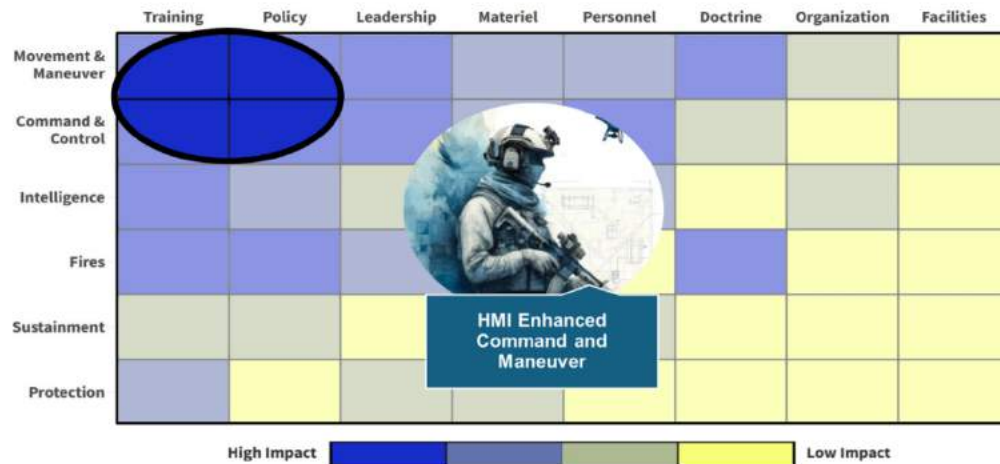 Training Policy Leadership Materiel Personnel Doctrine Organization Facilities
Movement &
Maneuver
Command &
Control
Intelligence
Fires
Sustainment
Protection
HMI Enhanced
Command and
Maneuver
High Impact Low Impact